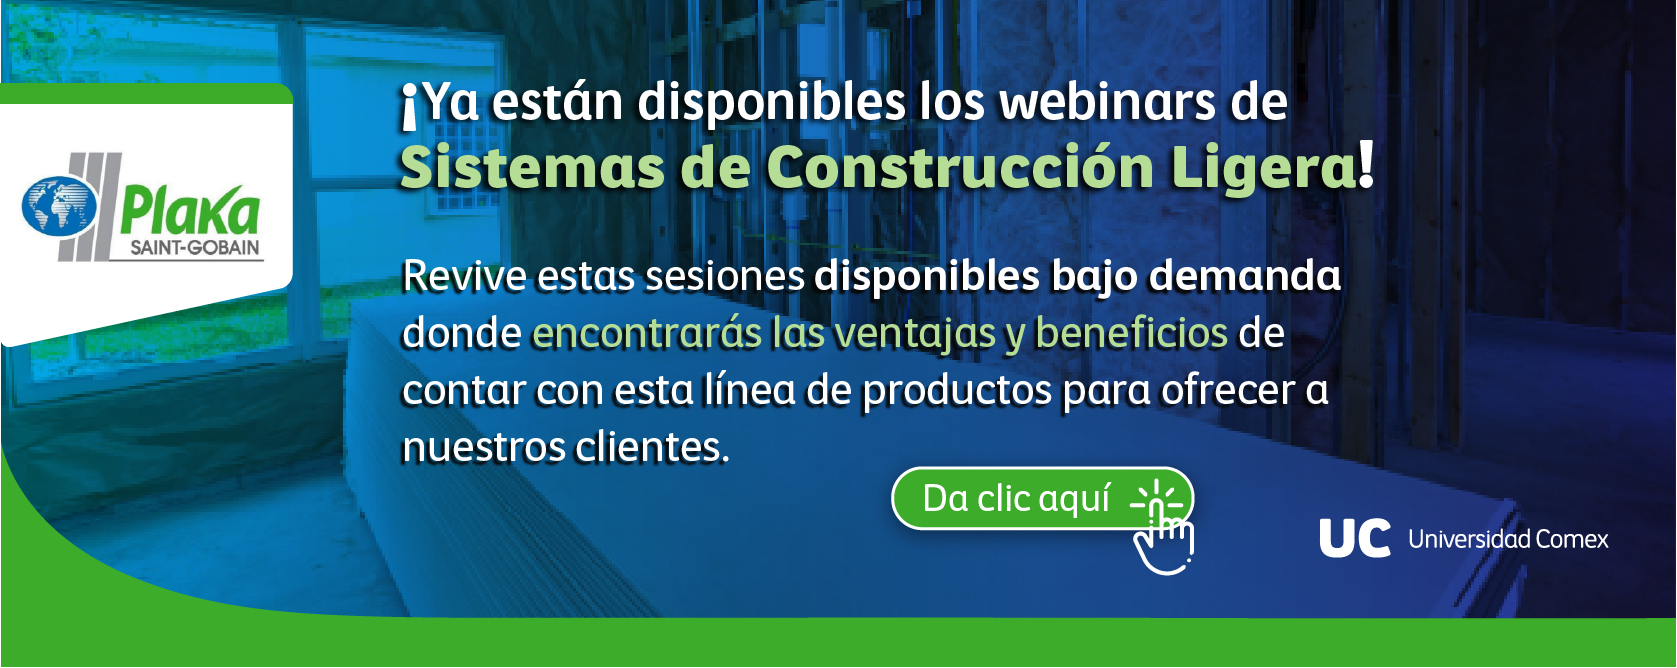 ¡Ya están disponibles los webinars de
Sistemas de Construcción Ligera!
Plaka
SAINT-GOBAIN
Revive estas sesiones disponibles bajo demanda
donde encontrarás las ventajas y beneficios de
contar con esta línea de productos para ofrecer a
nuestros clientes.
Da clic aquí
UC Universidad Comex